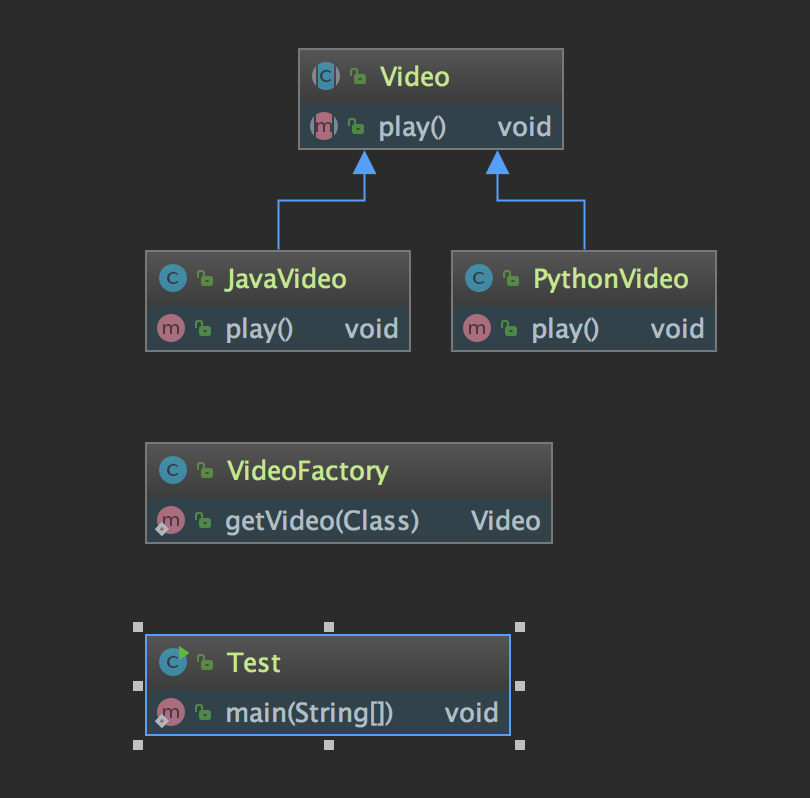 Video
play() void
JavaVideo
play() void
PythonVideo
play() void
VideoFactory
getVideo(Class) Video
Test
main(String[]) void